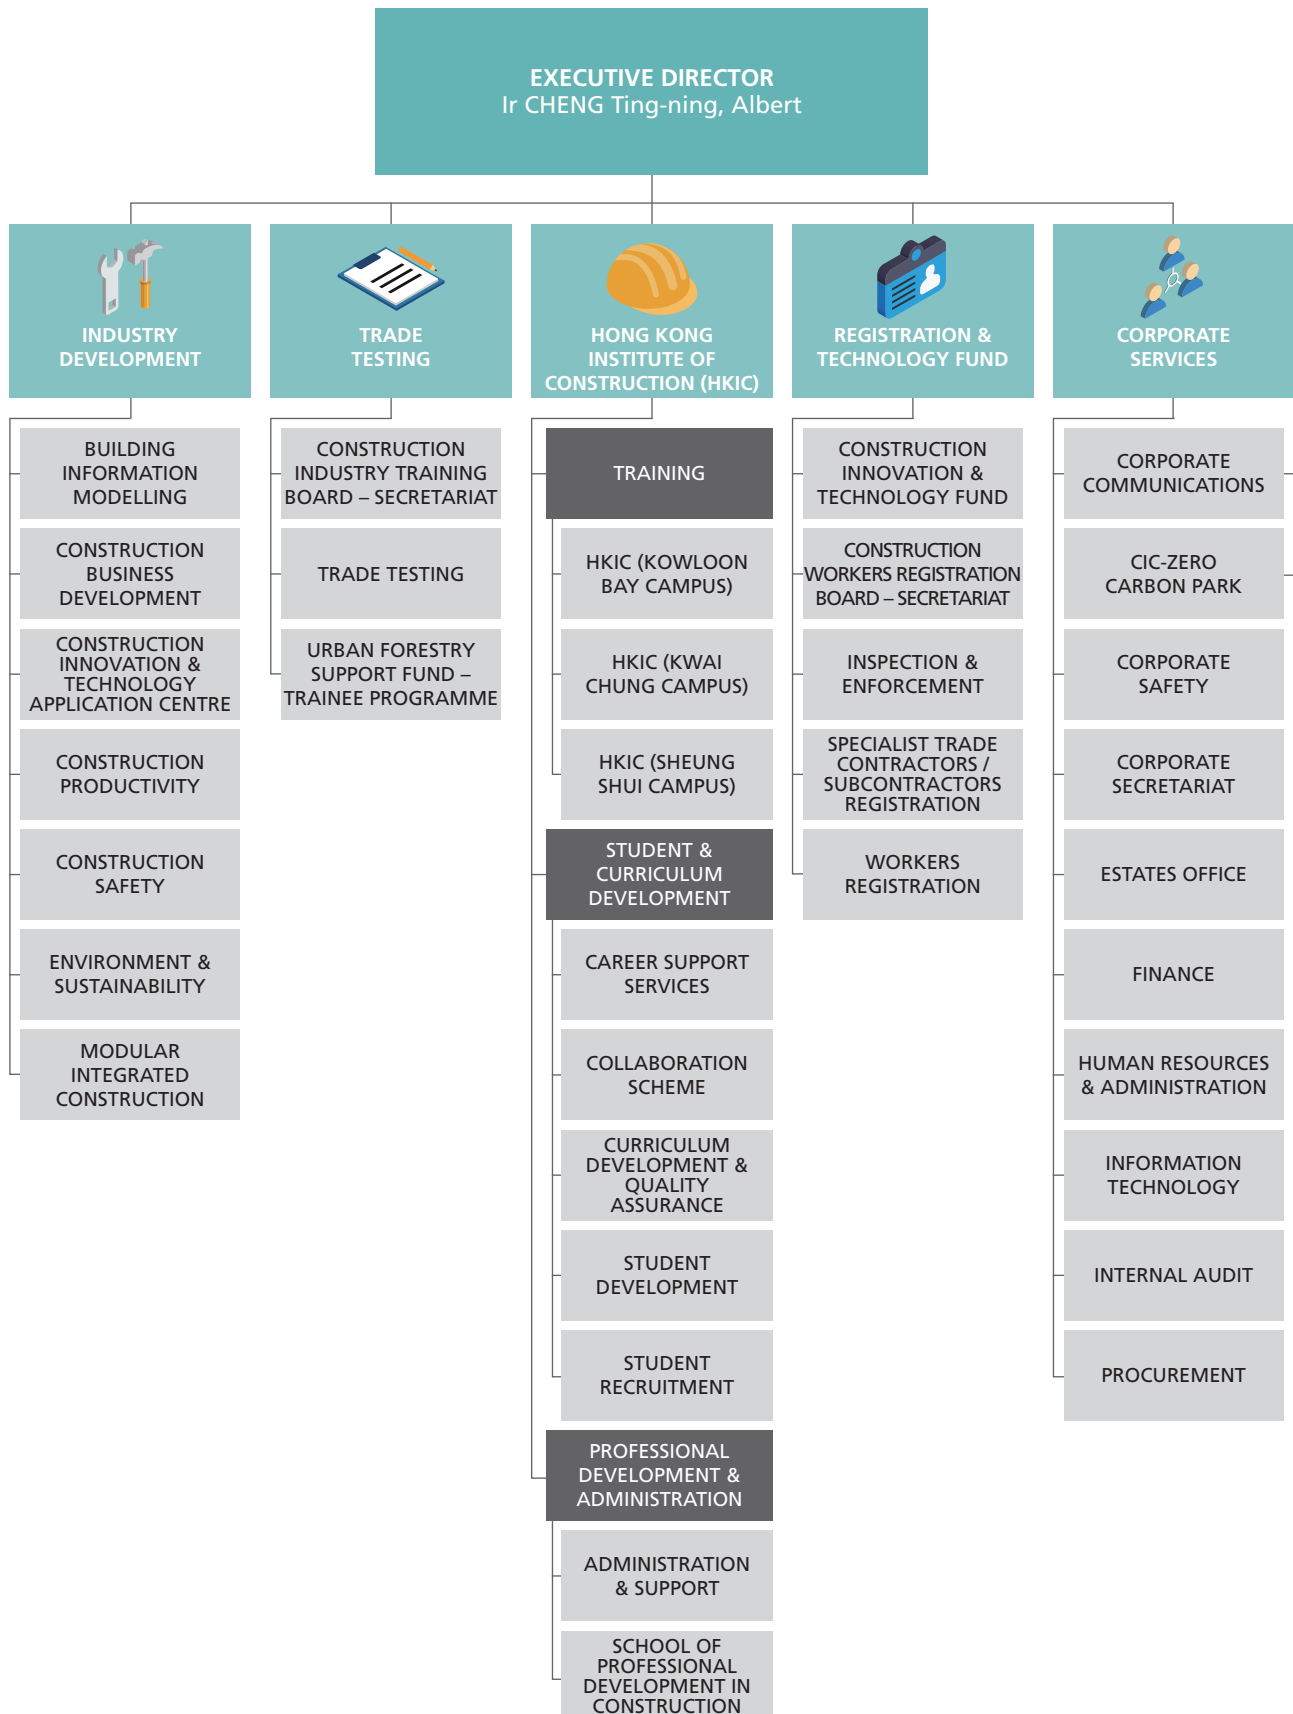 EXECUTIVE DIRECTOR
Ir CHENG Ting-ning, Albert
INDUSTRY
DEVELOPMENT
BUILDING
INFORMATION
MODELLING
CONSTRUCTION
BUSINESS
DEVELOPMENT
CONSTRUCTION
INNOVATION &
TECHNOLOGY
APPLICATION CENTRE
CONSTRUCTION
PRODUCTIVITY
CONSTRUCTION
SAFETY
ENVIRONMENT &
SUSTAINABILITY
MODULAR
INTEGRATED
CONSTRUCTION
TRADE
TESTING
CONSTRUCTION
INDUSTRY TRAINING
BOARD – SECRETARIAT
TRADE TESTING
URBAN FORESTRY
SUPPORT FUND –
TRAINEE PROGRAMME
HONG KONG
INSTITUTE OF
CONSTRUCTION (HKIC)
TRAINING
HKIC (KOWLOON
BAY CAMPUS)
HKIC (KWAI
CHUNG CAMPUS)
HKIC (SHEUNG
SHUI CAMPUS)
STUDENT &
CURRICULUM
DEVELOPMENT
CAREER SUPPORT
SERVICES
COLLABORATION
SCHEME
CURRICULUM
DEVELOPMENT &
QUALITY
ASSURANCE
STUDENT
DEVELOPMENT
STUDENT
RECRUITMENT
PROFESSIONAL
DEVELOPMENT &
ADMINISTRATION
ADMINISTRATION
& SUPPORT
SCHOOL OF
PROFESSIONAL
DEVELOPMENT IN
CONSTRUCTION
REGISTRATION &
TECHNOLOGY FUND
CONSTRUCTION
INNOVATION &
TECHNOLOGY FUND
CONSTRUCTION
WORKERS REGISTRATION
BOARD – SECRETARIAT
INSPECTION &
ENFORCEMENT
SPECIALIST TRADE
CONTRACTORS /
SUBCONTRACTORS
REGISTRATION
WORKERS
REGISTRATION
CORPORATE
SERVICES
CORPORATE
COMMUNICATIONS
CIC-ZERO
CARBON PARK
CORPORATE
SAFETY
CORPORATE
SECRETARIAT
ESTATES OFFICE
FINANCE
HUMAN RESOURCES
& ADMINISTRATION
INFORMATION
TECHNOLOGY
INTERNAL AUDIT
PROCUREMENT